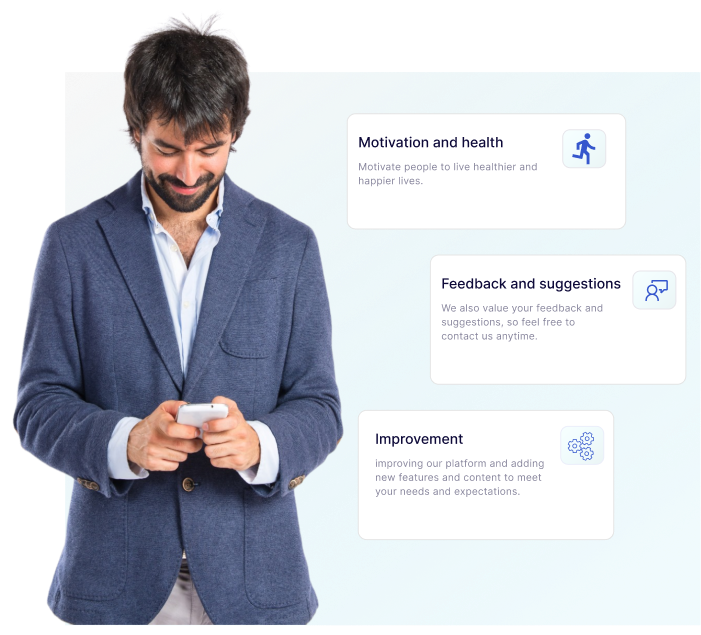 Motivation and health
Motivate people to live healthier and
happier lives.
Feedback and suggestions
We also value your feedback and
suggestions, so feel free to
contact us anytime.
Improvement
improving our platform and adding
new features and content to meet
your needs and expectations.